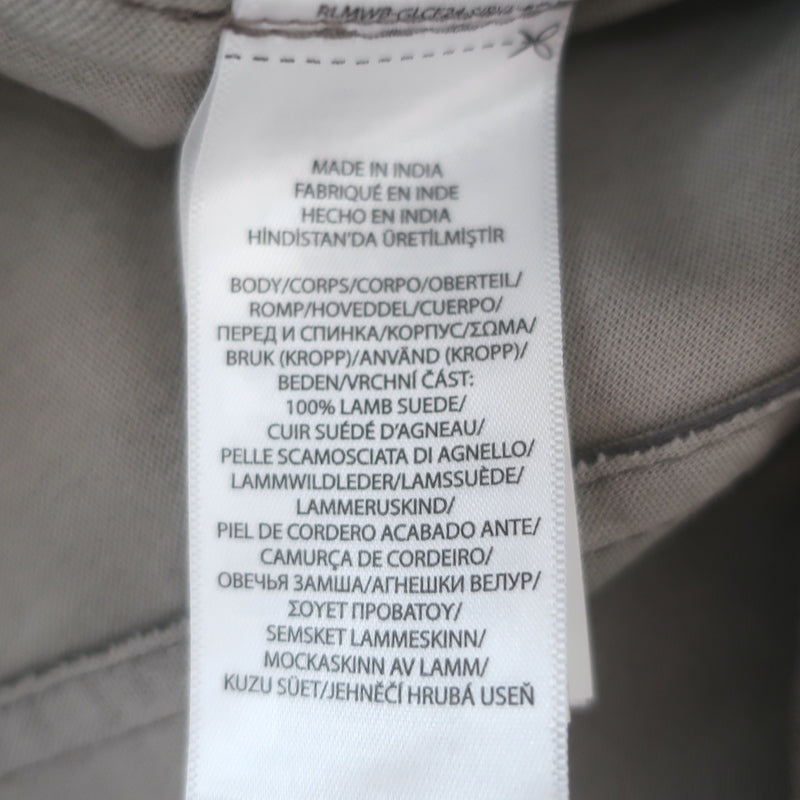 MADE IN INDIA
FABRIQUÉ EN INDE
HECHO EN INDIA
HİNDİSTAN'DA ÜRETİLMİŞTİR
BODY/CORPS/CORPO/OBERTEIL/
ROMP/HOVEDDEL/CUERPO/
ПЕРЕД И СПИНКА/КОРПУС/ΣΩΜΑ/
BRUK (KROPP)/ANVÄND (KROPP)/
BEDEN/VRCHNÍ ČÁST:
100% LAMB SUEDE/
CUIR SUÉDÉ D'AGNEAU/
PELLE SCAMOSCIATA DI AGNELLO/
LAMMWILDLEDER/LAMSSUÈDE/
LAMMERUSKIND/
PIEL DE CORDERO ACABADO ANTE/
CAMURÇA DE CORDEIRO/
ОВЕЧЬЯ ЗАМША/АГНЕШКИ ВЕЛУР/
ΣΟΥΕΤ ΠΡΟΒΑΤΟΥ/
SEMSKET LAMMESKINN/
MOCKASKINN AV LAMM/
KUZU SÜET/JEHNĚČÍ HRUBÁ USEŇ